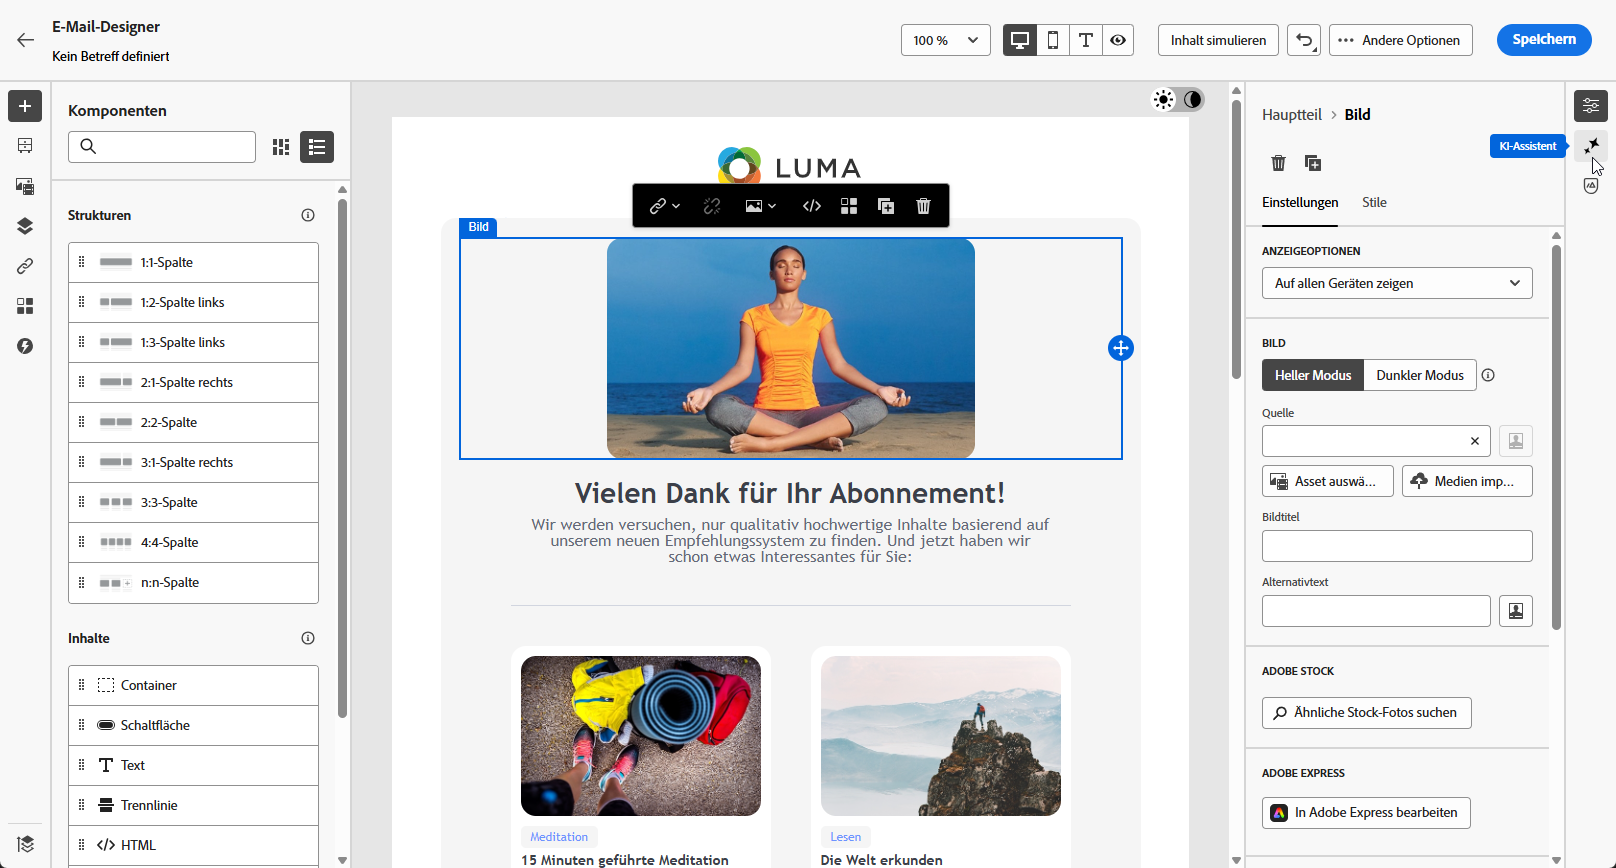 E-Mail-Designer
Kein Betreff definiert
100 %
Inhalt simulieren
Andere Optionen
Speichern
Komponenten
Strukturen
1:1-Spalte
1:2-Spalte links
1:3-Spalte links
2:1-Spalte rechts
2:2-Spalte
3:1-Spalte rechts
3:3-Spalte
4:4-Spalte
n:n-Spalte
Inhalte
Container
Schaltfläche
Text
Trennlinie
HTML
LUMA
Bild
Vielen Dank für Ihr Abonnement!
Wir werden versuchen, nur qualitativ hochwertige Inhalte basierend auf
unserem neuen Empfehlungssystem zu finden. Und jetzt haben wir
schon etwas Interessantes für Sie:
Meditation
15 Minuten geführte Meditation
Lesen
Die Welt erkunden
Hauptteil > Bild
KI-Assistent
Einstellungen
Stile
ANZEIGEOPTIONEN
Auf allen Geräten zeigen
BILD
Heller Modus
Dunkler Modus
Quelle
Asset auswä...
Medien imp...
Bildtitel
Alternativtext
ADOBE STOCK
Ähnliche Stock-Fotos suchen
ADOBE EXPRESS
In Adobe Express bearbeiten